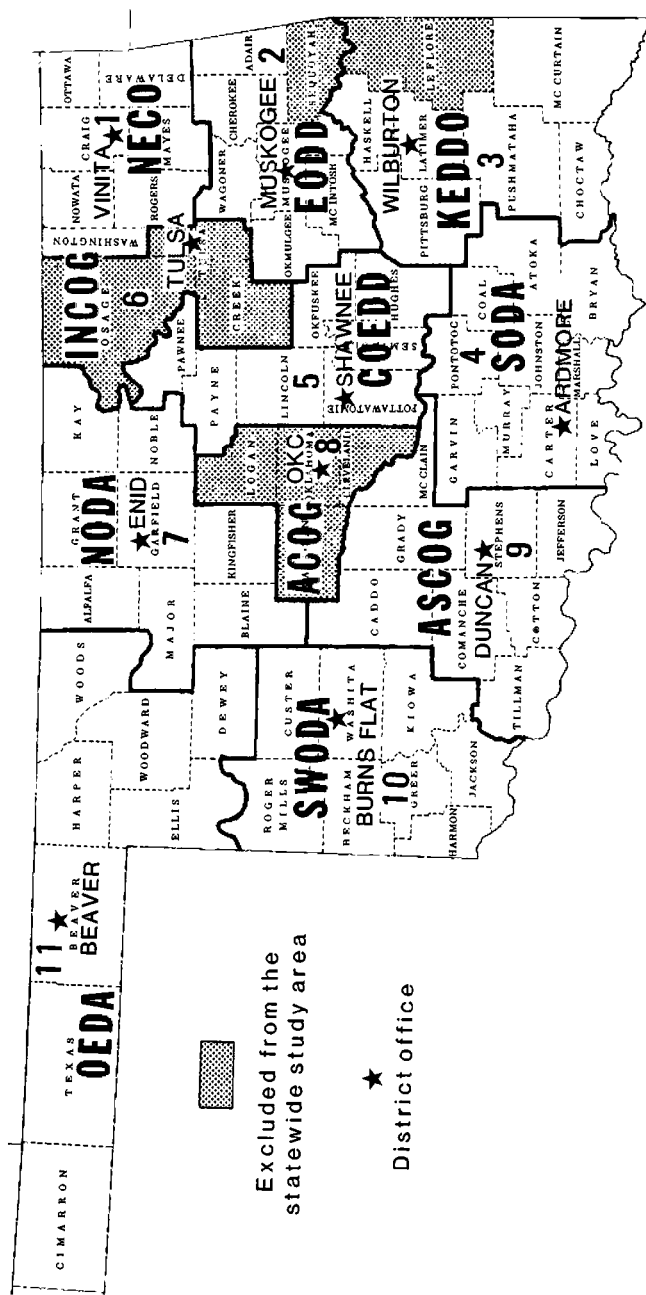 CIMARRON
TEXAS
OEDA
11
BEAVER
BEAVER
HARPER
WOODS
WOODWARD
ELLIS
DEWEY
ALFALFA
GRANT
NODA
KAY
ENID
GARFIELD
7
NOBLE
MAJOR
BLAINE
KINGFISHER
INCOG
OSAGE
6
PAWNEE
TULSA
TULSA
CREEK
WASHINGTON
NOWATA
CRAIG
OTTAWA
VINITA
1
NECO
ROGERS
MAYES
DELAWARE
WAGONER
CHEROKEE
ADAIR
2
MUSKOGEE
MUSKOGEE
EODD
OKMULGEE
MCINTOSH
SEQUOYAH
HASKELL
LEFLORE
WILBURTON
LATIMER
PITTSBURG
KEDDO
3
PUSHMATAHA
MC CURTAIN
CHOCTAW
PAYNE
LINCOLN
5
OKFUSKEE
SHAWNEE
COEDD
HUGHES
POTTAWATOMIE
LOGAN
OKC
OKLAHOMA
ACOG
8
CLEVELAND
MC CLAIN
PONTOTOC
COAL
4
SODA
ATOKA
GARVIN
MURRAY
JOHNSTON
CARTER
ARDMORE
MARSHALL
BRYAN
LOVE
CADDO
GRADY
ASCOG
COMANCHE
DUNCAN
STEPHENS
9
COTTON
JEFFERSON
TILLMAN
ROGER
MILLS
CUSTER
SWODA
WASHITA
BECKHAM
BURNS FLAT
10
GREER
KIOWA
HARMON
JACKSON
Excluded from the
statewide study area
District office